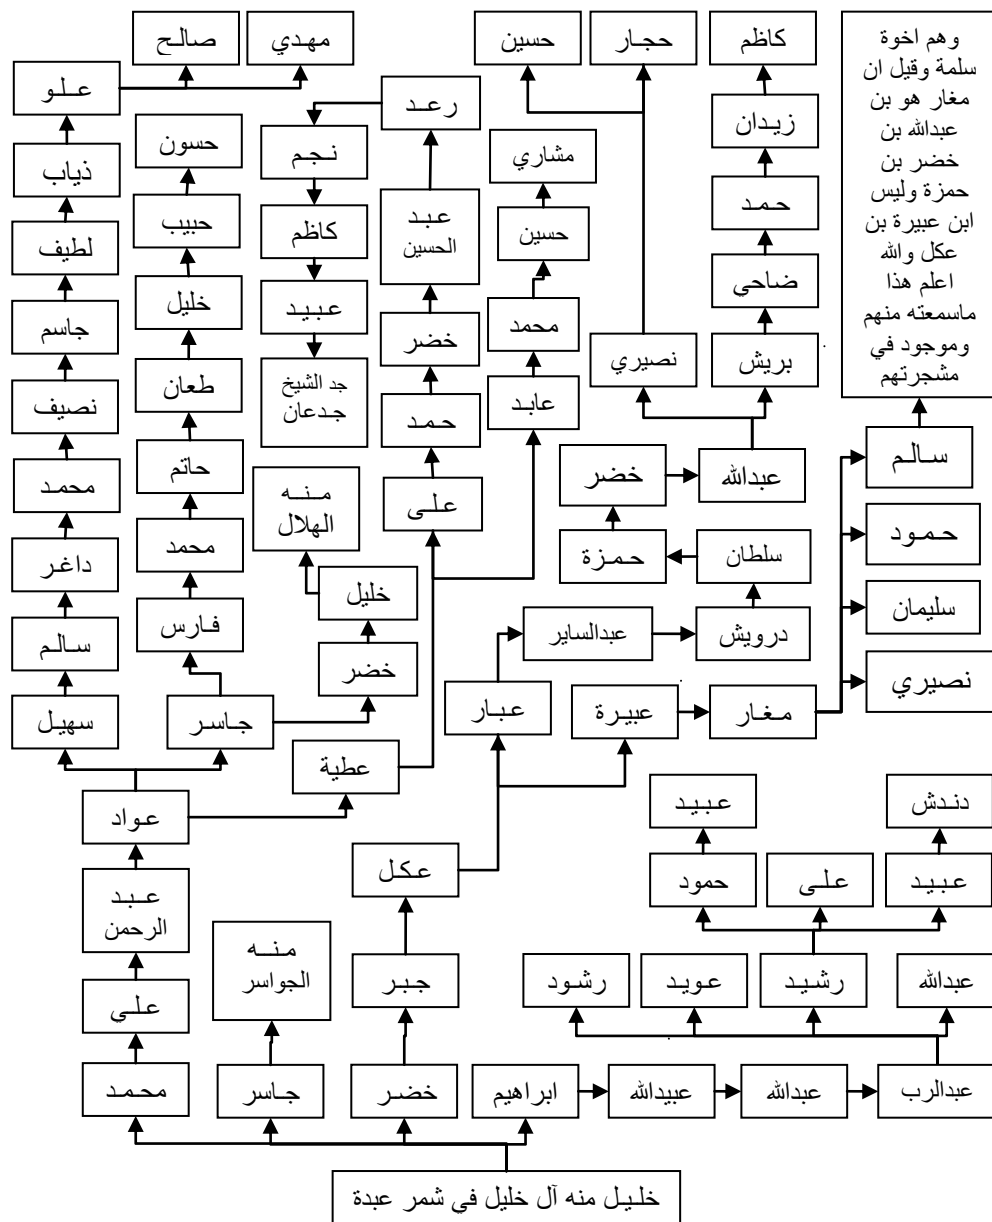 صالح
مهدي
حسين
حجار
كاظم
وهم اخوة
سلمة وقيل ان
مغار هو بن
عبدالله بن
خضر بن
حمزة وليس
ابن عبيرة بن
عكل والله
اعلم هذا
ماسمعته منهم
وموجود في
مشجرتهم
علو
رعد
زيدان
حسون
نجم
مشاري
ذياب
حمد
حبيب
كاظم
عبد
الحسين
حسين
لطيف
ضاحي
خليل
عبيد
جاسم
خضر
محمد
نصيري
بريش
طعان
جد الشيخ
جدعان
نصيف
حمد
عابد
سالم
حاتم
محمد
منه
الهلال
على
خضر
عبدالله
حمود
محمد
داغر
حمزة
سلطان
خليل
سليمان
فارس
سالم
عبدالساير
درويش
خضر
نصيري
سهيل
جاسر
عبار
عبيرة
مغار
عطية
عواد
عبيد
دندش
عكل
حمود
على
عبيد
عبد
الرحمن
منه
الجواسر
جبر
رشود
عويد
رشيد
عبدالله
علي
محمد
جاسر
خضر
ابراهيم
عبيدالله
عبدالله
عبدالرب
خليل منه آل خليل في شمر عبدة